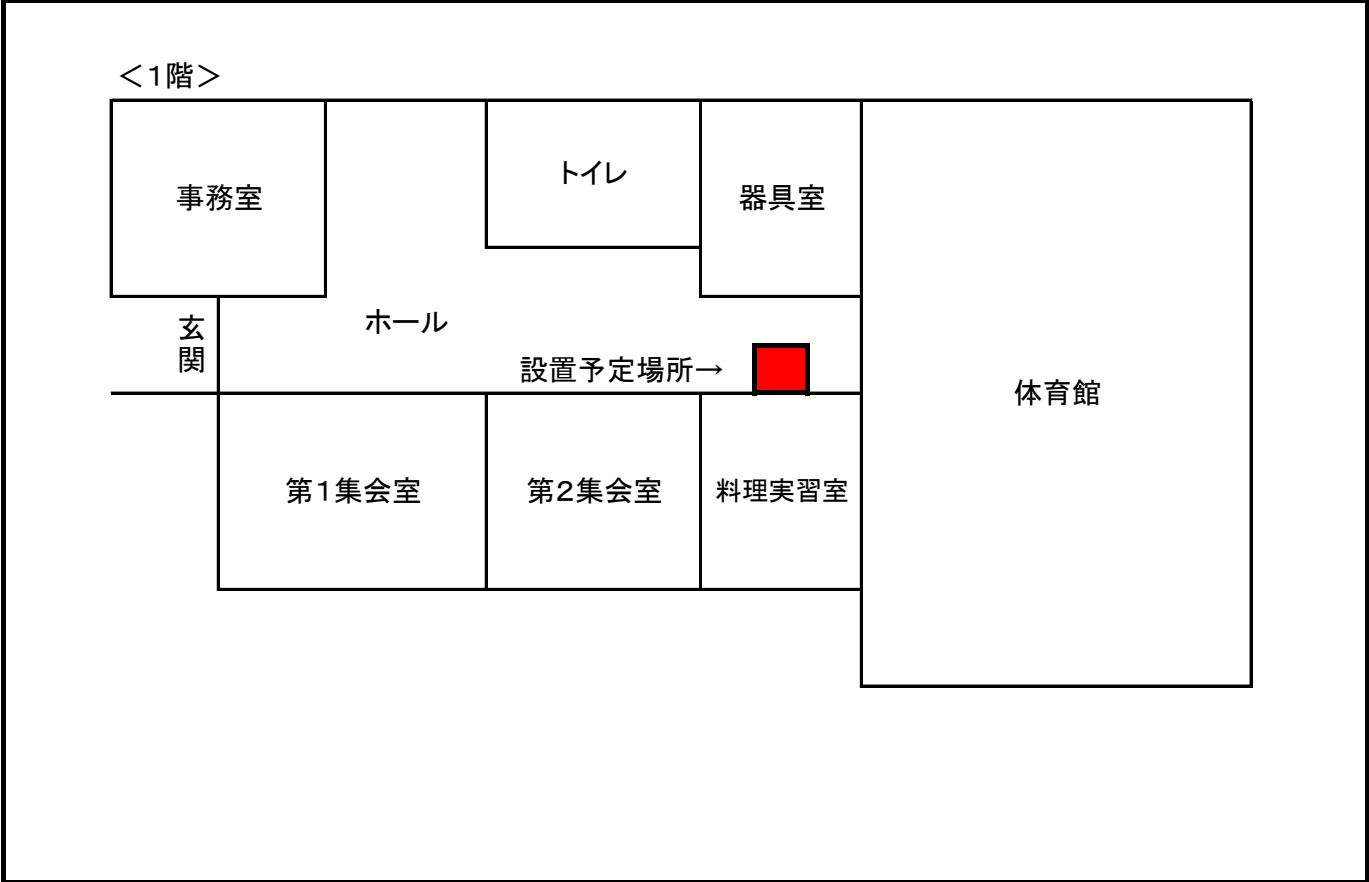 ＜1階＞
事務室
トイレ
器具室
玄関
ホール
設置予定場所→
体育館
第1集会室
第2集会室
料理実習室